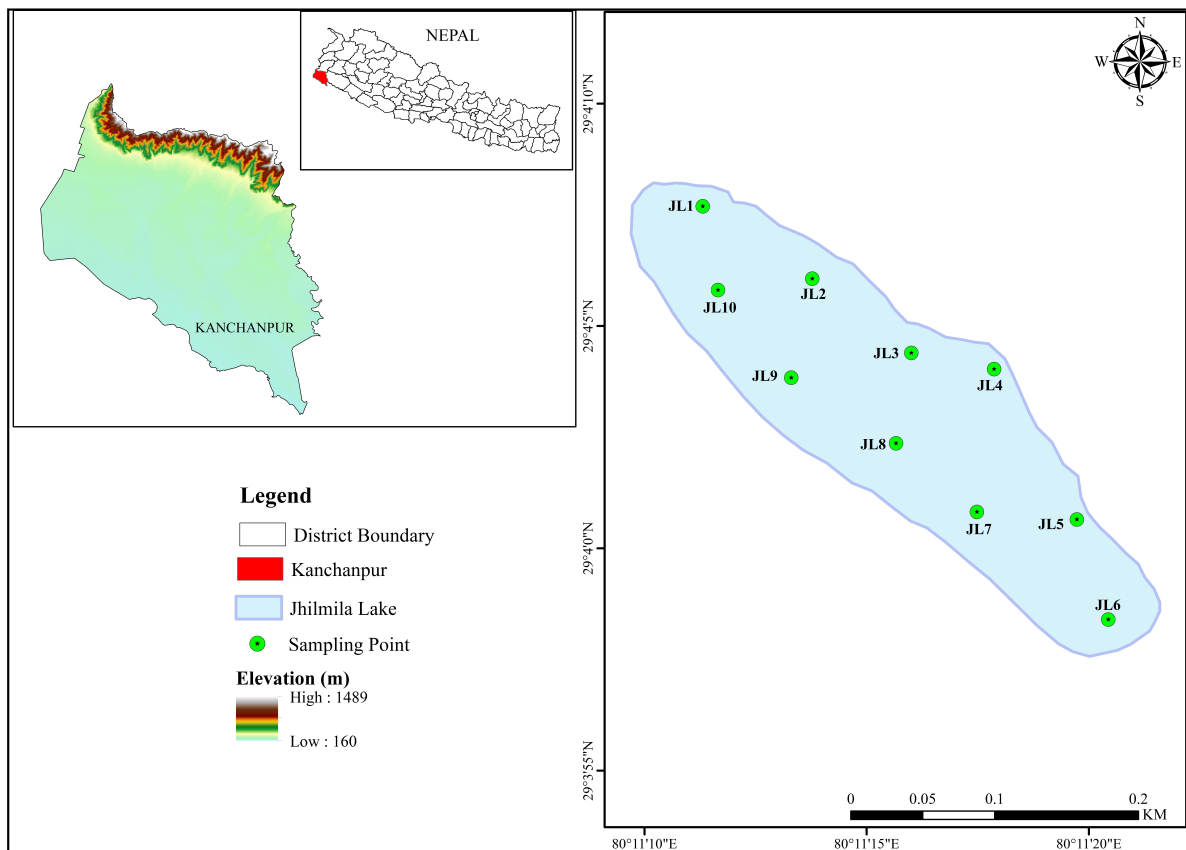 NEPAL
KANCHANPUR
Legend
District Boundary
Kanchanpur
Jhilmila Lake
Sampling Point
Elevation (m)
High : 1489
Low : 160
N
W E
S
29°4'10"N
29°4'5"N
29°4'0"N
29°3'55"N
JL1
JL2
JL10
JL3
JL4
JL9
JL8
JL7
JL5
JL6
0 0.05 0.1 0.2
KM
80°11'10"E 80°11'15"E 80°11'20"E